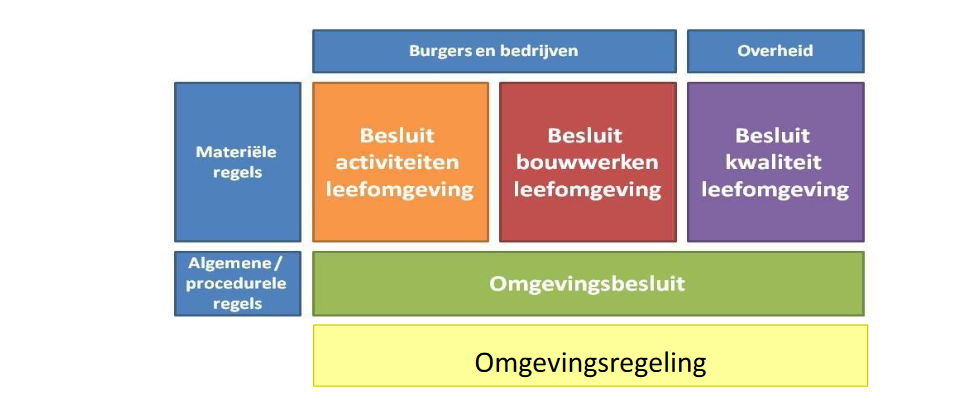 Burgers en bedrijven
Overheid
Materiële
regels
Besluit
activiteiten
leefomgeving
Besluit
bouwwerken
leefomgeving
Besluit
kwaliteit
leefomgeving
Algemene /
procedurele
regels
Omgevingsbesluit
Omgevingsregeling